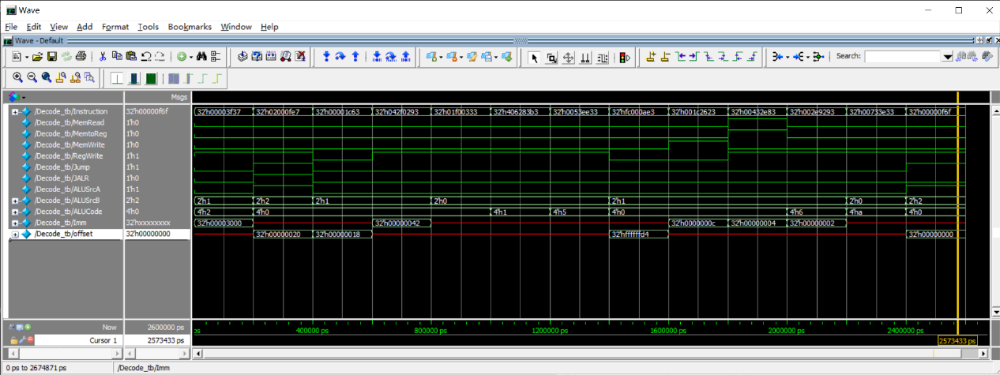 Wave
File Edit View Add Format Tools Bookmarks Window Help
Wave - Default
Search:
Msgs
/Decode_tb/Instruction 32'h00000f6f 32'h00003f37 32'h02000fe7 32'h00001c63 32'h042f0293 32'h01f00333 32'h406283b3 32'h0053ee33 32'hfc000ae3 32'h001c2623 32'h00432e83 32'h002e9293 32'h00733e33 32'h00000f6f
/Decode_tb/MemRead 1'h0
/Decode_tb/MemtoReg 1'h0
/Decode_tb/MemWrite 1'h0
/Decode_tb/RegWrite 1'h1
/Decode_tb/Jump 1'h1
/Decode_tb/JALR 1'h0
/Decode_tb/ALUSrcA 1'h1
/Decode_tb/ALUSrcB 2'h2 2'h1 2'h2 2'h1 2'h0 2'h1 2'h0 2'h2
/Decode_tb/ALUCode 4'h0 4'h2 4'h0 4'h1 4'h5 4'h0 4'h6 4'ha 4'h0
/Decode_tb/Imm 32'hxxxxxxxx 32'h00003000 32'h00000042 32'h0000000c 32'h00000004 32'h00000002
/Decode_tb/offset 32'h00000000 32'h00000020 32'h00000018 32'hffffffd4 32'h00000000
Now 2600000 ps ps 400000 ps 800000 ps 1200000 ps 1600000 ps 2000000 ps 2400000 ps
Cursor 1 2573433 ps 2573433 ps
0 ps to 2674871 ps /Decode_tb/Imm